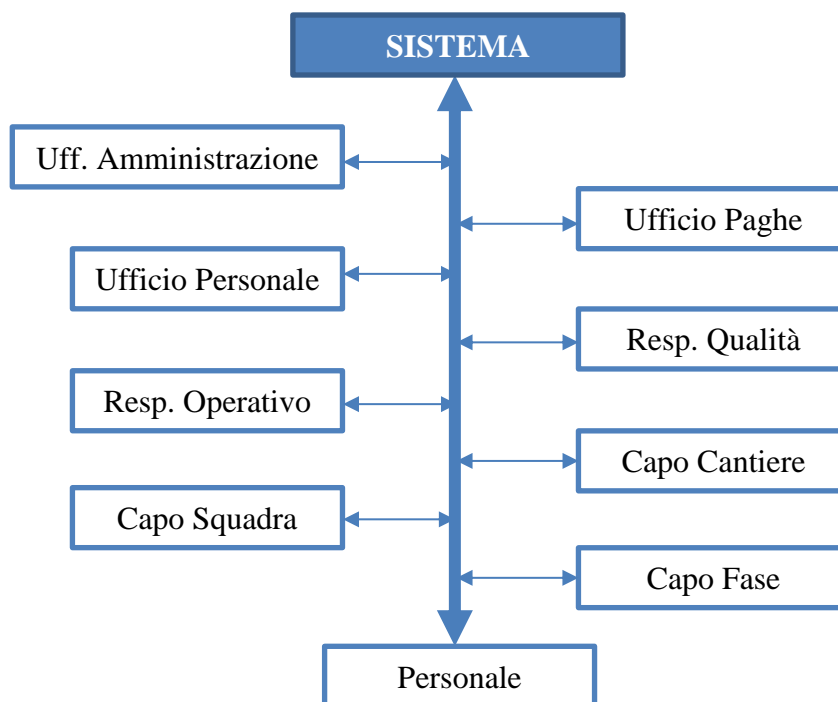 SISTEMA
Uff. Amministrazione
Ufficio Paghe
Ufficio Personale
Resp. Qualità
Resp. Operativo
Capo Cantiere
Capo Squadra
Capo Fase
Personale